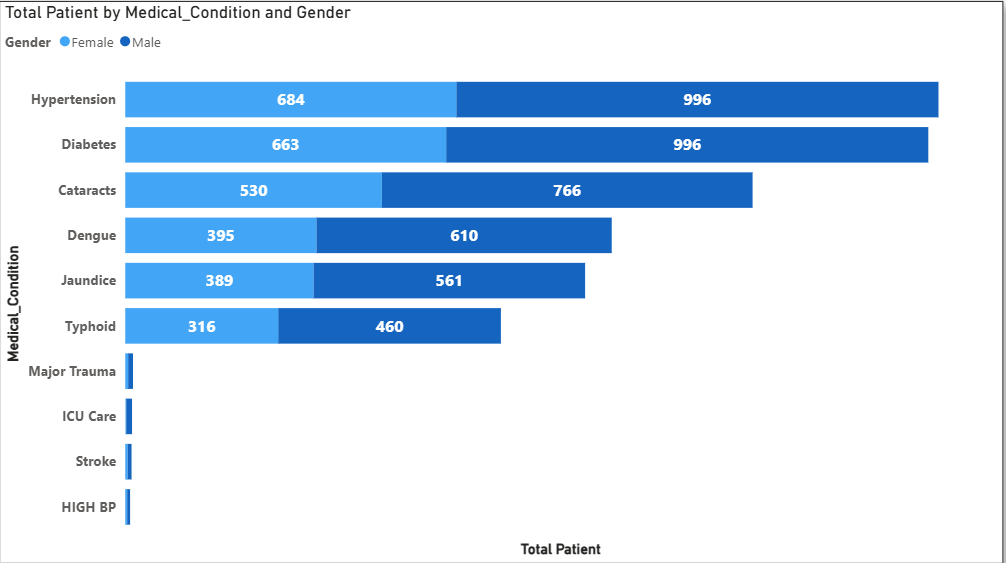 Total Patient by Medical_Condition and Gender
Gender Female Male
Hypertension 684 996
Diabetes 663 996
Cataracts 530 766
Dengue 395 610
Jaundice 389 561
Typhoid 316 460
Major Trauma
ICU Care
Stroke
HIGH BP
Medical_Condition
Total Patient